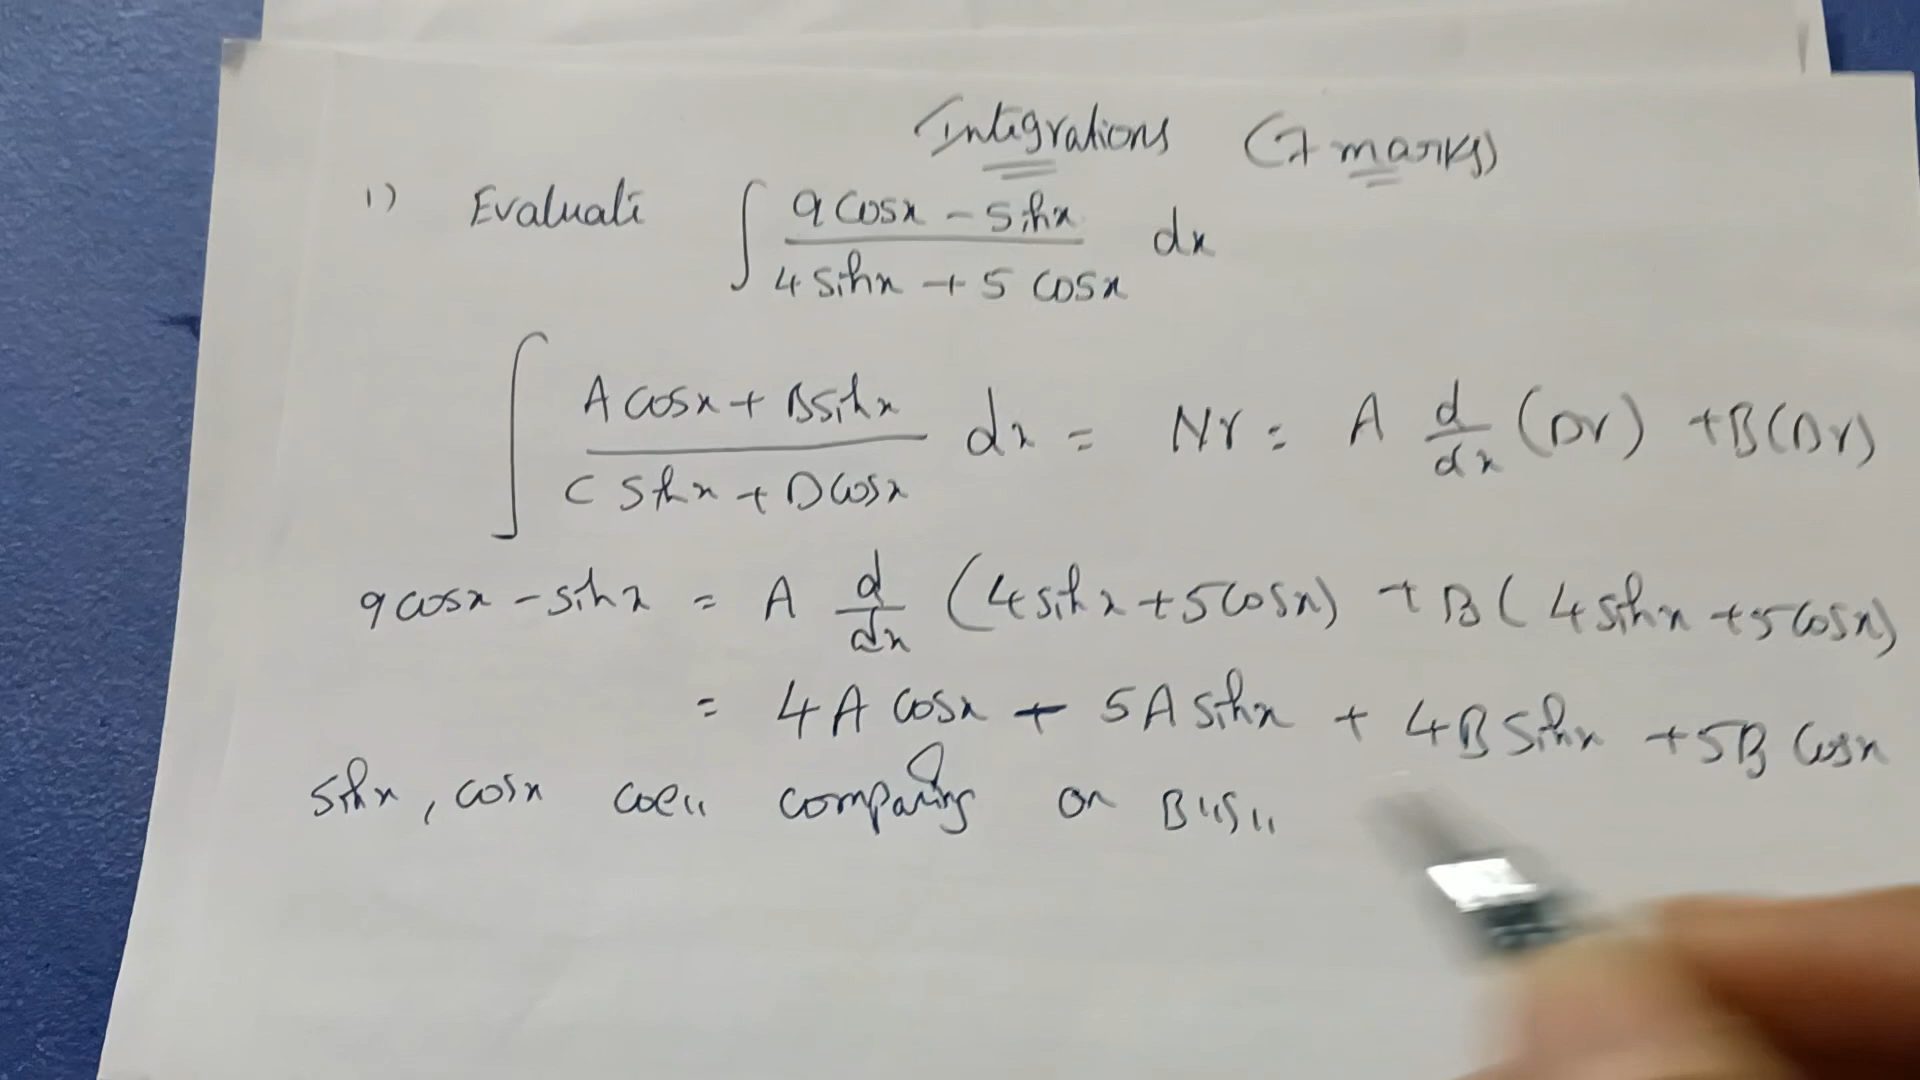 Integrations (7 marks)
1) Evaluate ∫ (9 cosx - sinx)/(4 sinx + 5 cosx) dx
∫ (A cosx + B sinx)/(C sinx + D cosx) dx = Nr = A d/dx (Dr) + B(Dr)
9 cosx - sinx = A d/dx (4 sinx + 5 cosx) + B (4 sinx + 5 cosx)
= 4A cosx - 5A sinx + 4B sinx + 5B cosx
sinx, cosx coe11 comparing on B11S11